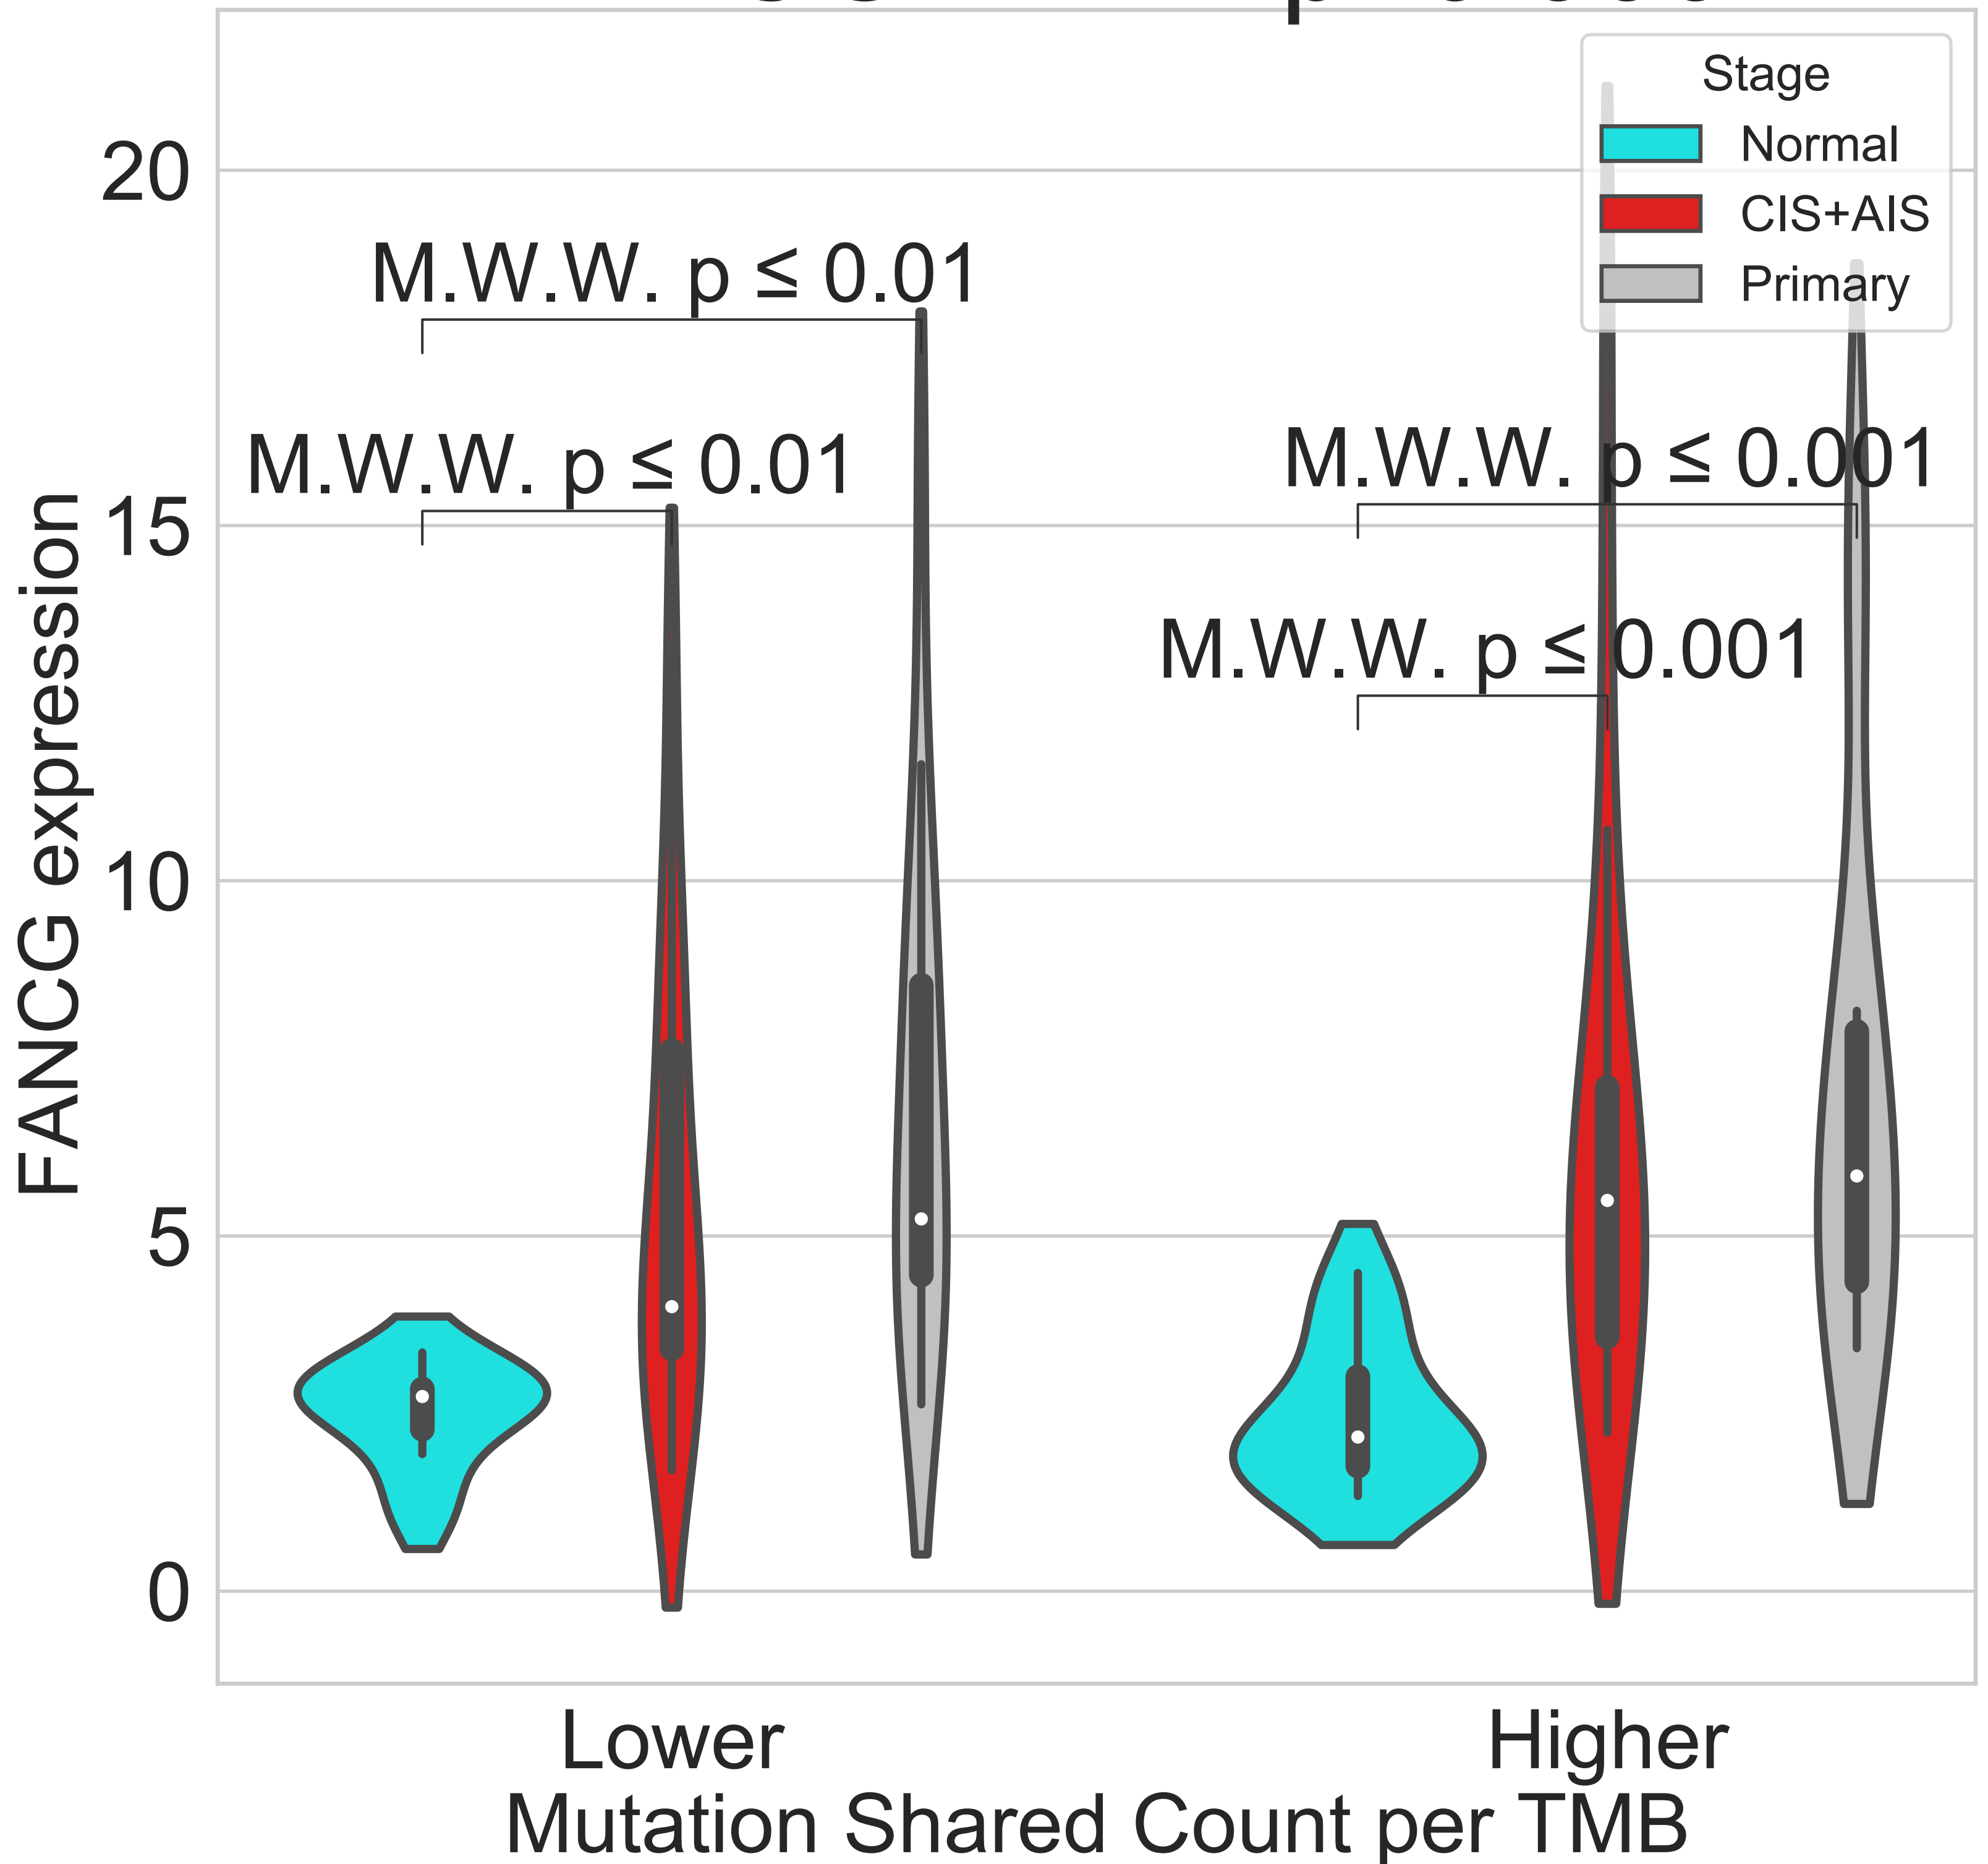 Stage
Normal
CIS+AIS
Primary
20
15
10
5
0
FANCG expression
M.W.W. p ≤ 0.01
M.W.W. p ≤ 0.01
M.W.W. p ≤ 0.001
M.W.W. p ≤ 0.001
Lower
Higher
Mutation Shared Count per TMB